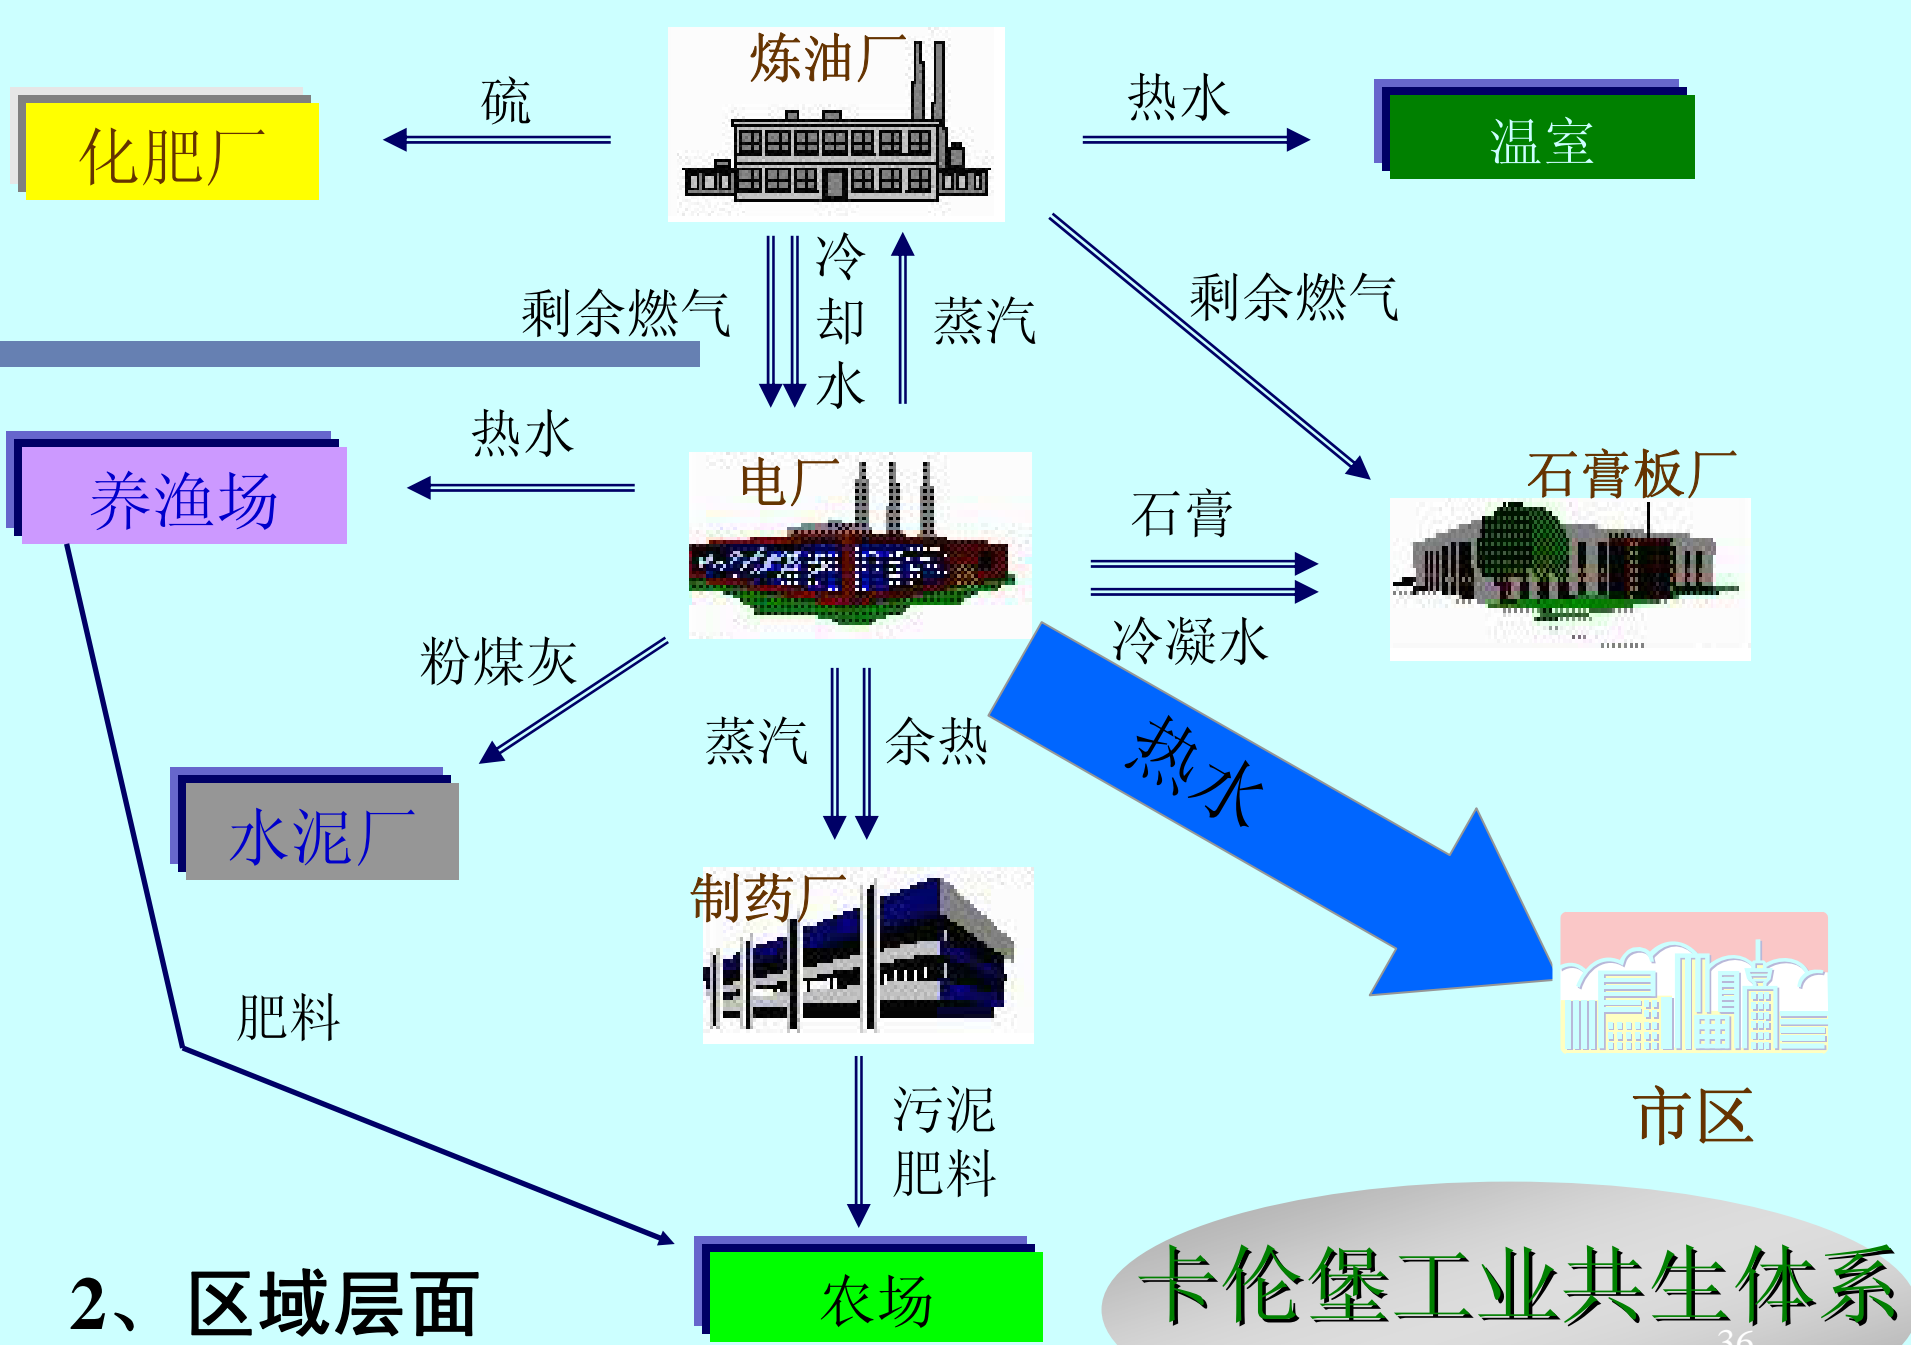 炼油厂
硫
热水
化肥厂
温室
冷却水
剩余燃气
蒸汽
剩余燃气
热水
养渔场
电厂
石膏板厂
石膏
冷凝水
粉煤灰
蒸汽
余热
热水
水泥厂
制药厂
肥料
污泥
肥料
市区
2、区域层面
农场
卡伦堡工业共生体系
36